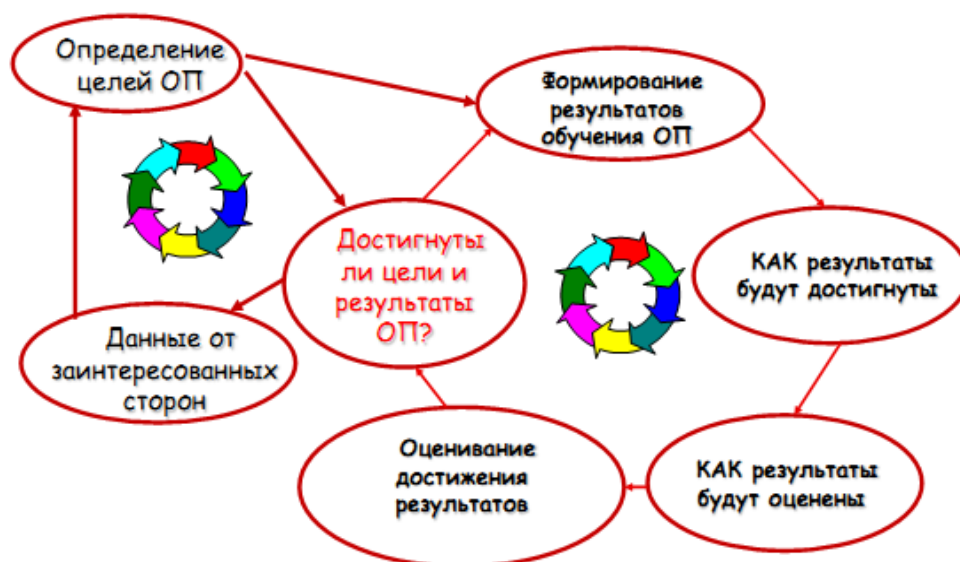 Определение
целей ОП
Формирование
результатов
обучения ОП
Достигнуты
ли цели и
результаты
ОП?
КАК результаты
будут достигнуты
Данные от
заинтересованных
сторон
Оценивание
достижения
результатов
КАК результаты
будут оценены